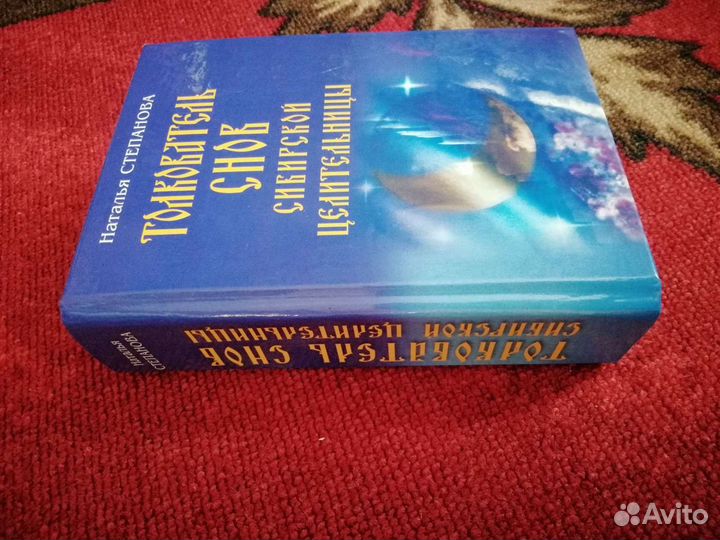 Наталья СТЕПАНОВА
ТОЛКОВАТЕЛЬ
СНОВ
СИБИРСКОЙ
ЦЕЛИТЕЛЬНИЦЫ
Наталья
СТЕПАНОВА
ТОЛКОВАТЕЛЬ СНОВ
СИБИРСКОЙ ЦЕЛИТЕЛЬНИЦЫ
Avito